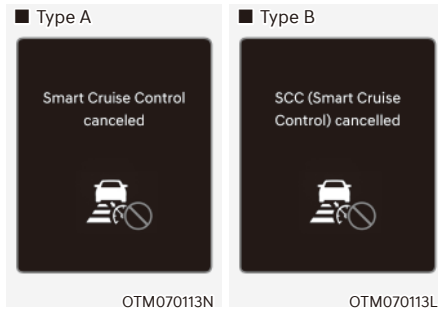 ■ Type A
Smart Cruise Control
canceled
OTM070113N
■ Type B
SCC (Smart Cruise
Control) cancelled
OTM070113L